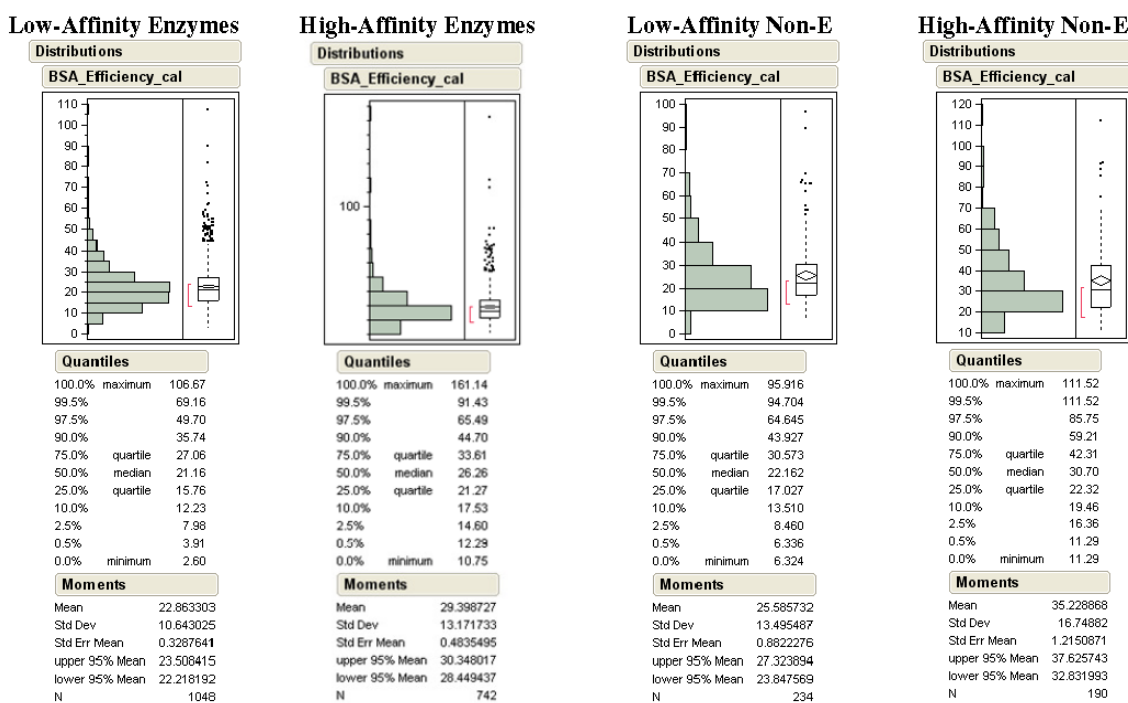 Low-Affinity Enzymes
Distributions
BSA_Efficiency_cal
110
100
90
80
70
60
50
40
30
20
10
0
Quantiles
100.0% maximum 106.67
99.5% 69.16
97.5% 49.70
90.0% 35.74
75.0% quartile 27.06
50.0% median 21.16
25.0% quartile 15.76
10.0% 12.23
2.5% 7.98
0.5% 3.91
0.0% minimum 2.60
Moments
Mean 22.863303
Std Dev 10.643025
Std Err Mean 0.3287641
upper 95% Mean 23.508415
lower 95% Mean 22.218192
N 1048
High-Affinity Enzymes
Distributions
BSA_Efficiency_cal
100
Quantiles
100.0% maximum 161.14
99.5% 91.43
97.5% 65.49
90.0% 44.70
75.0% quartile 33.61
50.0% median 26.26
25.0% quartile 21.27
10.0% 17.53
2.5% 14.60
0.5% 12.29
0.0% minimum 10.75
Moments
Mean 29.398727
Std Dev 13.171733
Std Err Mean 0.4835495
upper 95% Mean 30.348017
lower 95% Mean 28.449437
N 742
Low-Affinity Non-E
Distributions
BSA_Efficiency_cal
100
90
80
70
60
50
40
30
20
10
0
Quantiles
100.0% maximum 95.916
99.5% 94.704
97.5% 64.645
90.0% 43.927
75.0% quartile 30.573
50.0% median 22.162
25.0% quartile 17.027
10.0% 13.510
2.5% 8.460
0.5% 6.336
0.0% minimum 6.324
Moments
Mean 25.585732
Std Dev 13.495487
Std Err Mean 0.8822276
upper 95% Mean 27.323894
lower 95% Mean 23.847569
N 234
High-Affinity Non-E
Distributions
BSA_Efficiency_cal
120
110
100
90
80
70
60
50
40
30
20
10
Quantiles
100.0% maximum 111.52
99.5% 111.52
97.5% 85.75
90.0% 59.21
75.0% quartile 42.31
50.0% median 30.70
25.0% quartile 22.32
10.0% 19.46
2.5% 16.36
0.5% 11.29
0.0% minimum 11.29
Moments
Mean 35.228868
Std Dev 16.74882
Std Err Mean 1.2150871
upper 95% Mean 37.625743
lower 95% Mean 32.831993
N 190